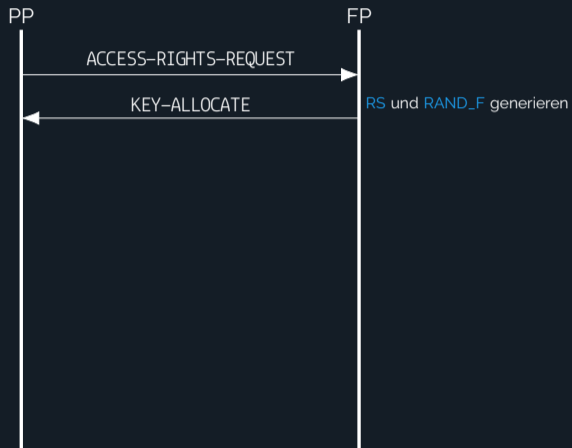 PP
FP
ACCESS–RIGHTS–REQUEST
KEY–ALLOCATE
RS und RAND_F generieren